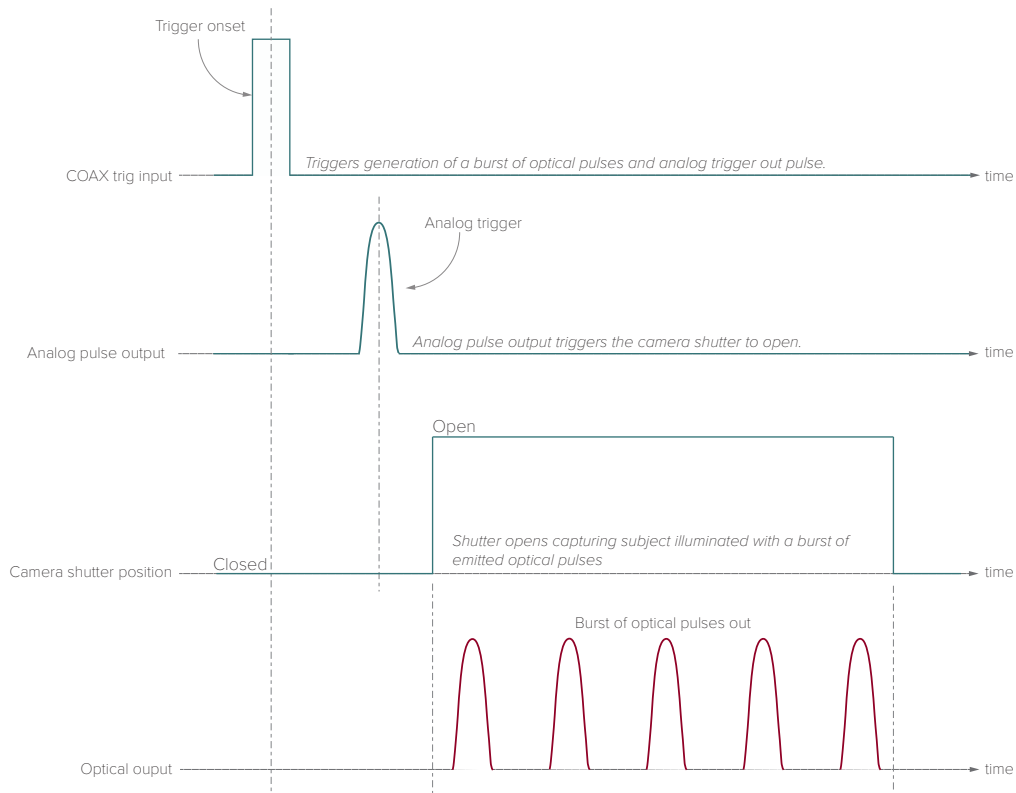 Trigger onset
Triggers generation of a burst of optical pulses and analog trigger out pulse.
COAX trig input
time
Analog trigger
Analog pulse output triggers the camera shutter to open.
Analog pulse output
time
Open
Shutter opens capturing subject illuminated with a burst of
emitted optical pulses
Closed
Camera shutter position
time
Burst of optical pulses out
Optical ouput
time